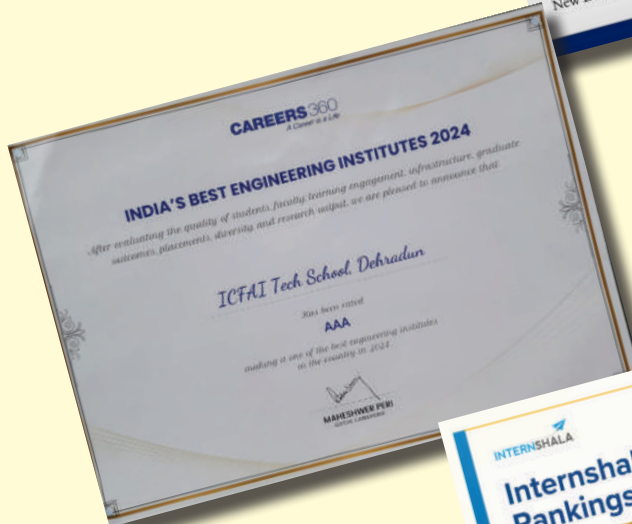 New
CAREERS360
A Career is a Life
INDIA'S BEST ENGINEERING INSTITUTES 2024
After evaluating the quality of students, faculty, learning engagement, infrastructure, graduate
outcomes, placements, diversity and research output, we are pleased to announce that
ICFAI Tech School, Dehradun
Has been rated
AAA
making it one of the best engineering institutes
in the country in 2024
MAHESHWER PERI
INTERNSHALA
Internshal
Rankings